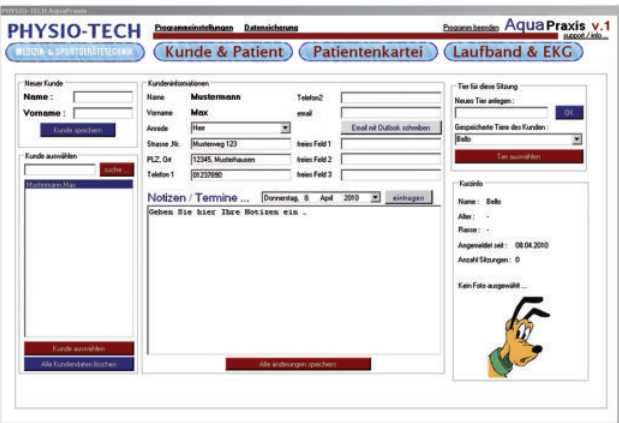 PHYSIO-TECH AquaPraxis
PHYSIO-TECH
MEDIZIN- & SPORTGERÄTETECHNIK
Programmeinstellungen Datensicherung
Programm beenden
Aqua Praxis v.1
support / info...
Kunde & Patient
Patientenkartei
Laufband & EKG
Neuer Kunde
Name :
Vorname :
Kunde speichern
Kunde auswählen
suche ...
Mustermann,Max
Kunde auswählen
Alle Kundendaten löschen
Kundeninformationen
Name Mustermann
Vorname Max
Anrede Herr
Strasse ,Nr. Musterweg 123
PLZ, Ort 12345, Musterhausen
Telefon 1 01237890
Telefon2
email
Email mit Outlook schreiben
freies Feld 1
freies Feld 2
freies Feld 3
Notizen / Termine ...
Donnerstag, 8. April 2010
eintragen
Geben Sie hier Ihre Notizen ein .
Alle änderungen speichern
Tier für diese Sitzung
Neues Tier anlegen :
OK
Gespeicherte Tiere des Kunden :
Bello
Tier auswählen
Kurzinfo
Name : Bello
Alter : -
Rasse : -
Angemeldet seit : 08.04.2010
Anzahl Sitzungen : 0
Kein Foto ausgewählt ...